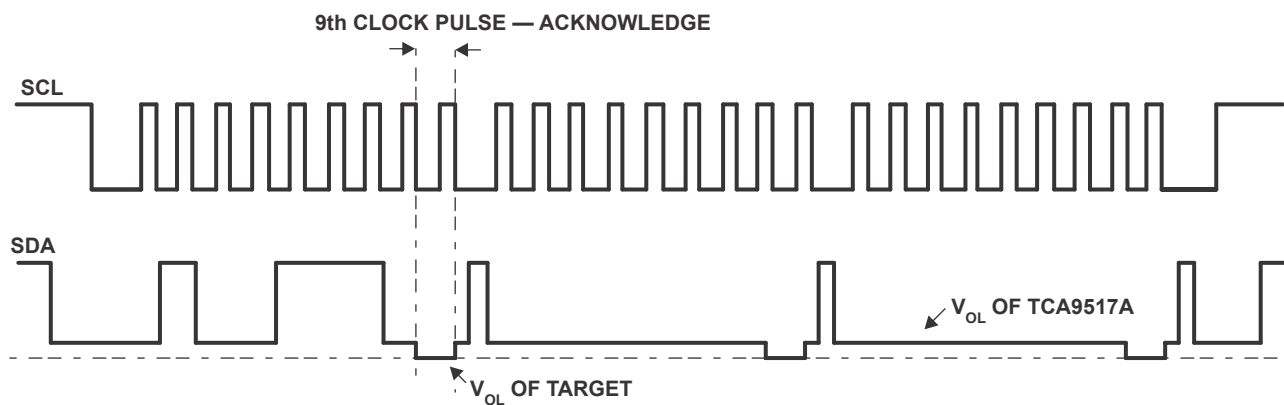 9th CLOCK PULSE — ACKNOWLEDGE
SCL
SDA
VOL OF TCA9517A
VOL OF TARGET